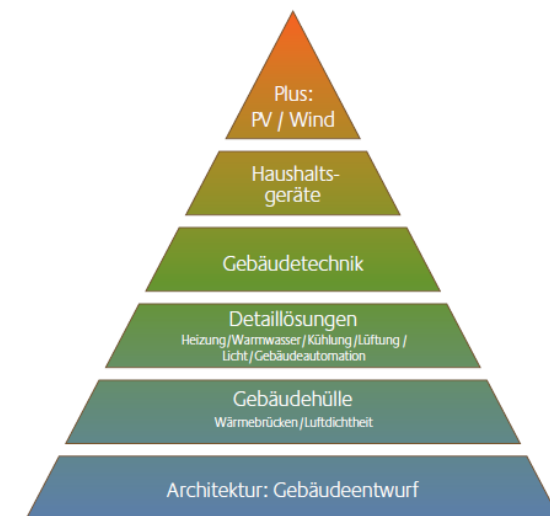 Plus:
PV / Wind
Haushalts-
geräte
Gebäudetechnik
Detaillösungen
Heizung/Warmwasser/Kühlung/Lüftung/
Licht/Gebäudeautomation
Gebäudehülle
Wärmebrücken/Luftdichtheit
Architektur: Gebäudeentwurf